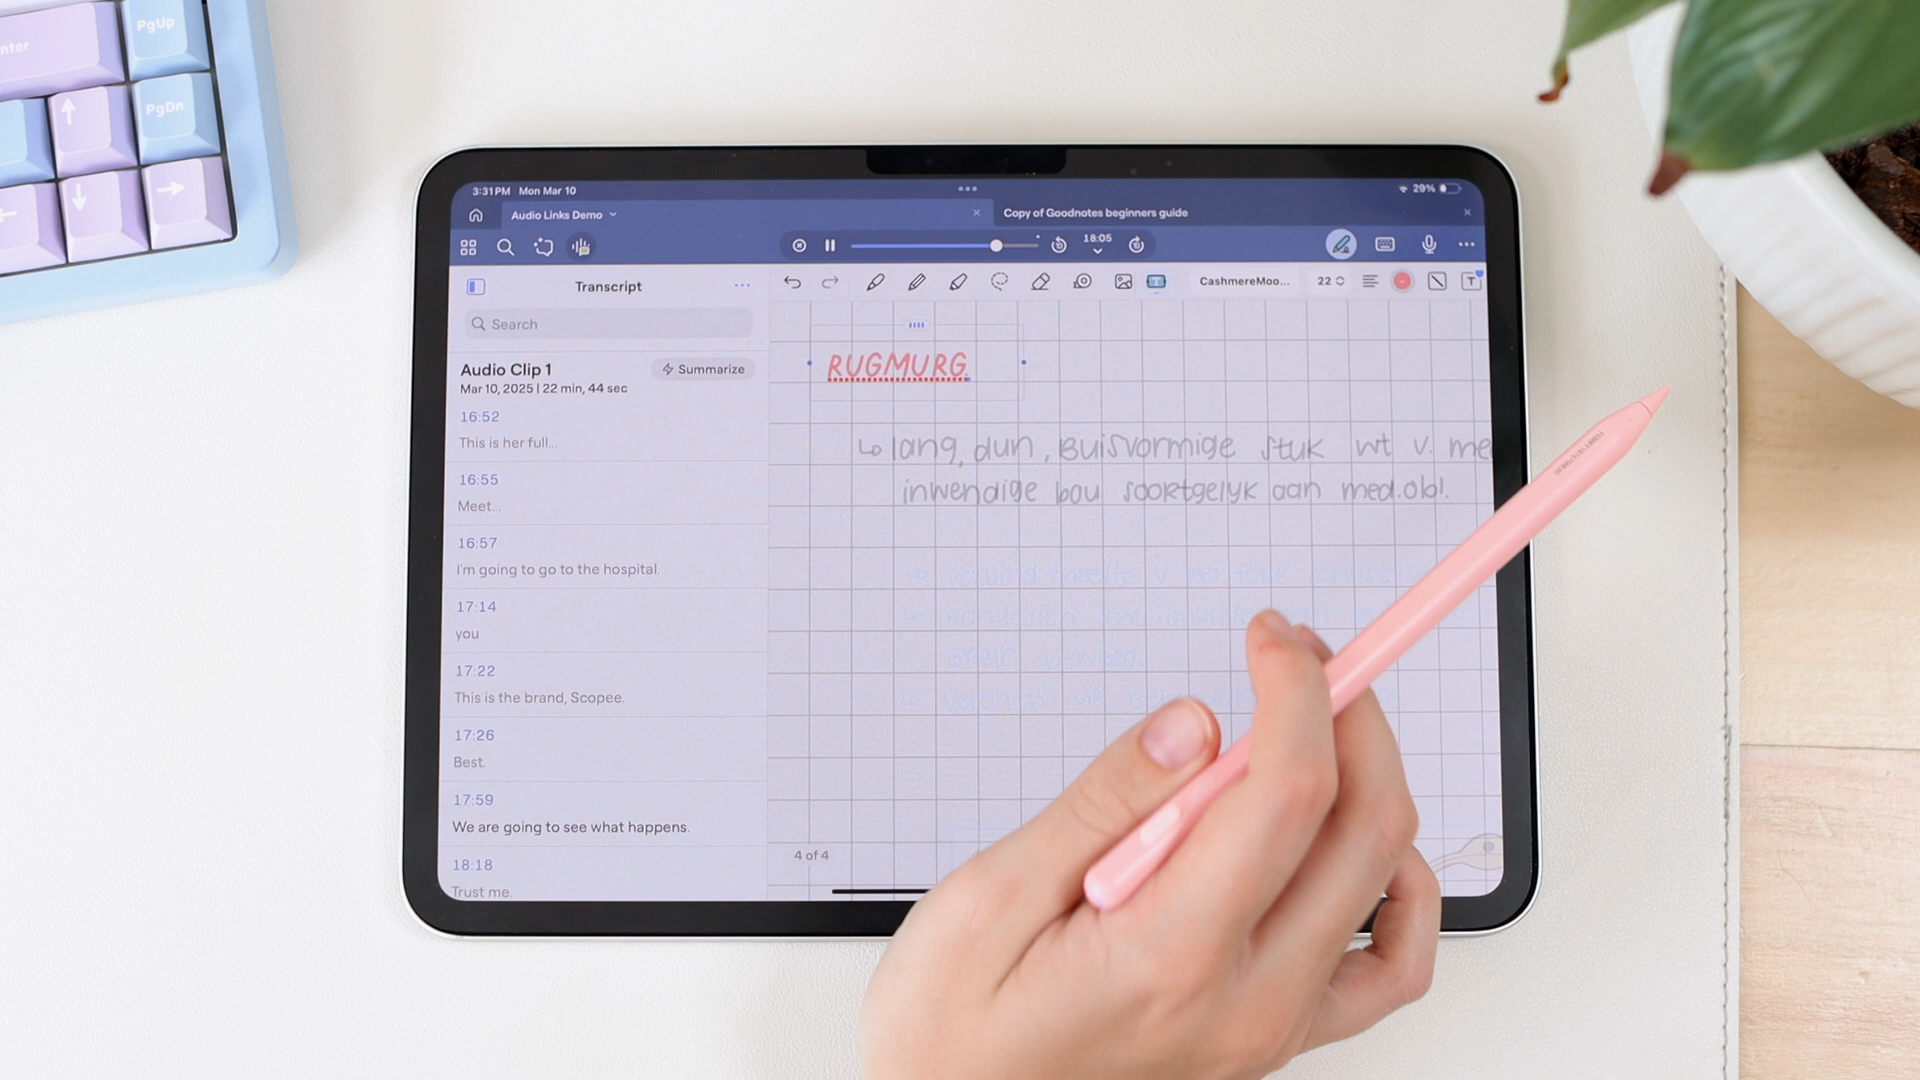 nter
PgUp
PgDn
3:31 PM Mon Mar 10
29%
Audio Links Demo
Copy of Goodnotes beginners guide
18:05
Transcript
CashmereMoo...
22
Search
Audio Clip 1
Summarize
Mar 10, 2025 | 22 min, 44 sec
16:52
This is her full...
16:55
Meet...
16:57
I'm going to go to the hospital.
17:14
you
17:22
This is the brand, Scopee.
17:26
Best.
17:59
We are going to see what happens.
18:18
Trust me.
RUGMURG
lang, dun, Buisvormige stuk wt v. me
inwendige bou soortgelyk aan med.obl.
4 of 4